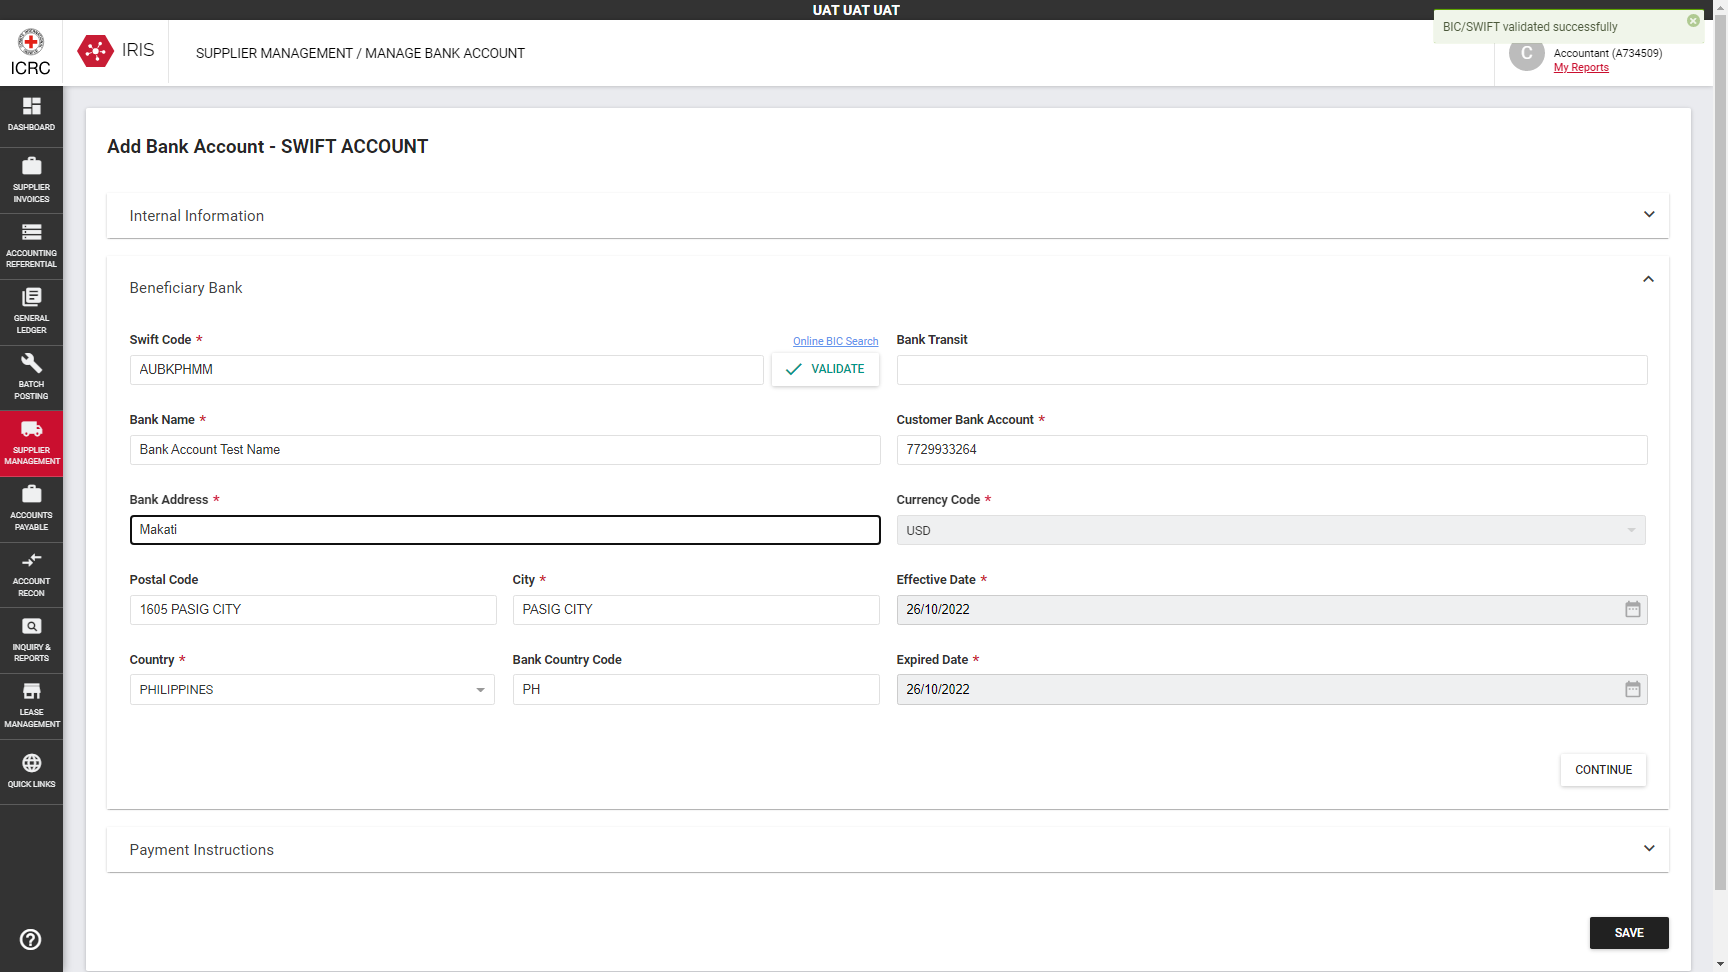 UAT UAT UAT
BIC/SWIFT validated successfully
ICRC
IRIS
SUPPLIER MANAGEMENT / MANAGE BANK ACCOUNT
C
Accountant (A734509)
My Reports
DASHBOARD
SUPPLIER
INVOICES
ACCOUNTING
REFERENTIAL
GENERAL
LEDGER
BATCH
POSTING
SUPPLIER
MANAGEMENT
ACCOUNTS
PAYABLE
ACCOUNT
RECON
INQUIRY &
REPORTS
LEASE
MANAGEMENT
QUICK LINKS
Add Bank Account - SWIFT ACCOUNT
Internal Information
Beneficiary Bank
Swift Code *
Online BIC Search
Bank Transit
AUBKPHMM
VALIDATE
Bank Name *
Customer Bank Account *
Bank Account Test Name
7729933264
Bank Address *
Currency Code *
Makati
USD
Postal Code
City *
Effective Date *
1605 PASIG CITY
PASIG CITY
26/10/2022
Country *
Bank Country Code
Expired Date *
PHILIPPINES
PH
26/10/2022
CONTINUE
Payment Instructions
SAVE